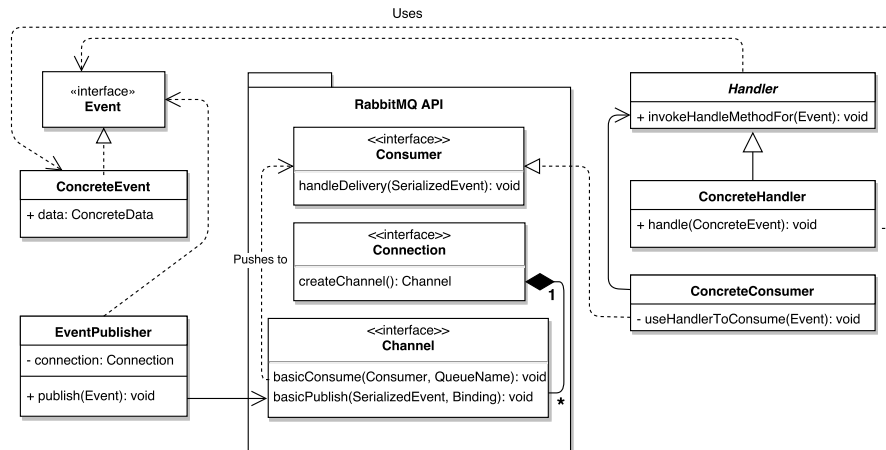 Uses
«interface»
Event
ConcreteEvent
+ data: ConcreteData
EventPublisher
- connection: Connection
+ publish(Event): void
RabbitMQ API
<<interface>>
Consumer
handleDelivery(SerializedEvent): void
<<interface>>
Connection
createChannel(): Channel
1
Pushes to
<<interface>>
Channel
basicConsume(Consumer, QueueName): void
basicPublish(SerializedEvent, Binding): void
*
Handler
+ invokeHandleMethodFor(Event): void
ConcreteHandler
+ handle(ConcreteEvent): void
ConcreteConsumer
- useHandlerToConsume(Event): void